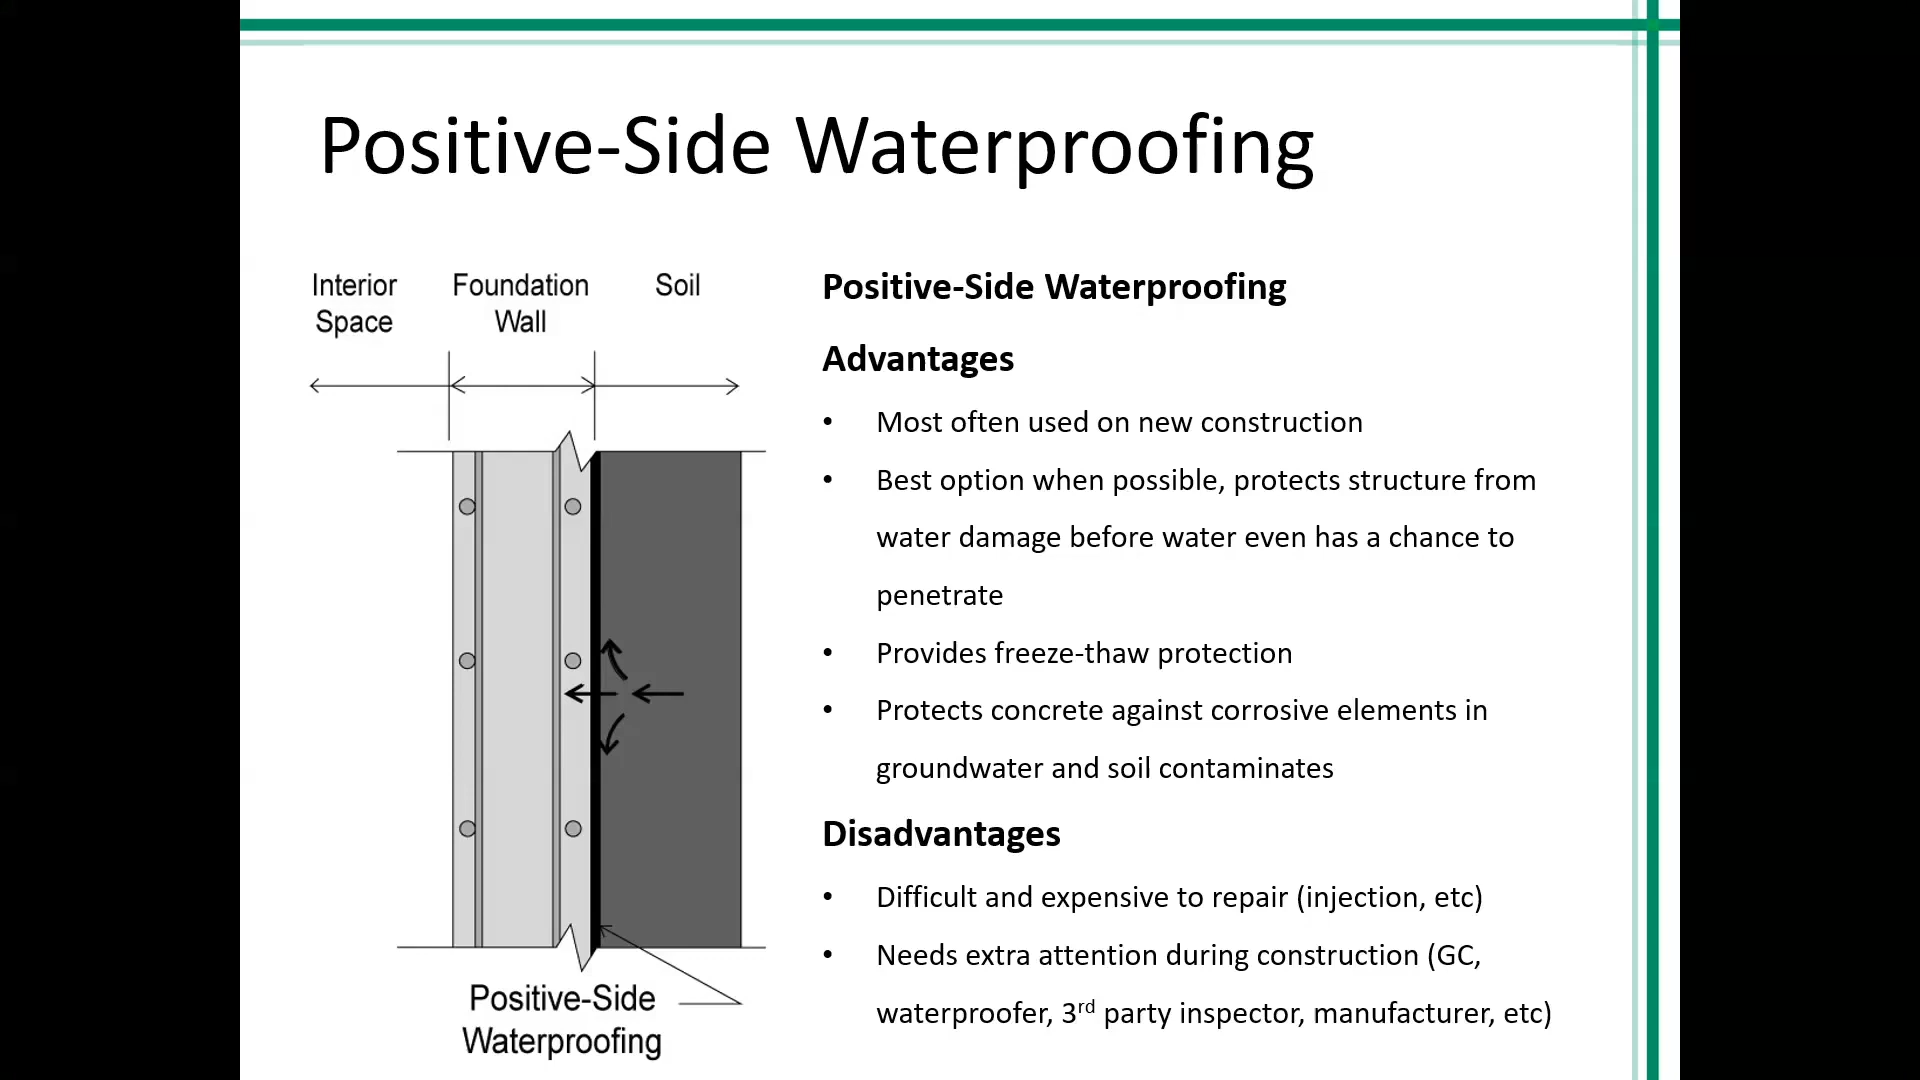 Positive-Side Waterproofing
Interior
Space
Foundation
Wall
Soil
Positive-Side
Waterproofing
Positive-Side Waterproofing
Advantages
• Most often used on new construction
• Best option when possible, protects structure from
water damage before water even has a chance to
penetrate
• Provides freeze-thaw protection
• Protects concrete against corrosive elements in
groundwater and soil contaminates
Disadvantages
• Difficult and expensive to repair (injection, etc)
• Needs extra attention during construction (GC,
waterproofer, 3rd party inspector, manufacturer, etc)